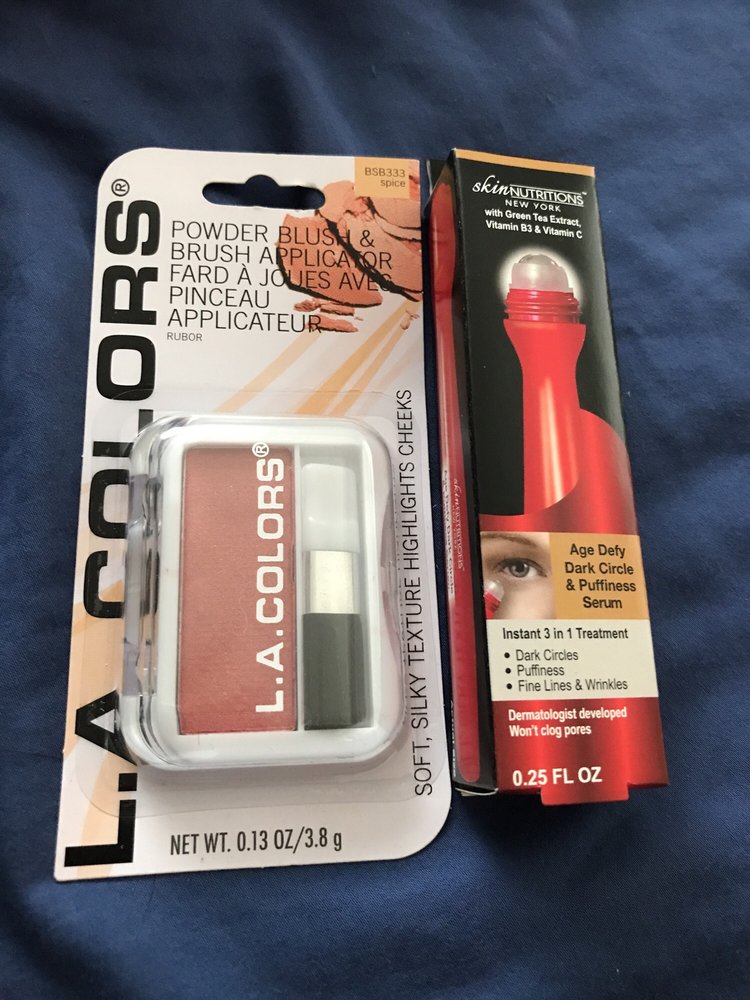 L.A. COLORS®
BSB333
spice
POWDER BLUSH &
BRUSH APPLICATOR
FARD À JOUES AVEC
PINCEAU
APPLICATEUR
RUBOR
L.A.COLORS®
SOFT, SILKY TEXTURE HIGHLIGHTS CHEEKS
NET WT. 0.13 OZ/3.8 g
skinNUTRITIONS™
NEW YORK
with Green Tea Extract,
Vitamin B3 & Vitamin C
Age Defy
Dark Circle
& Puffiness
Serum
Instant 3 in 1 Treatment
• Dark Circles
• Puffiness
• Fine Lines & Wrinkles
Dermatologist developed
Won't clog pores
0.25 FL OZ
skinNUTRITIONS